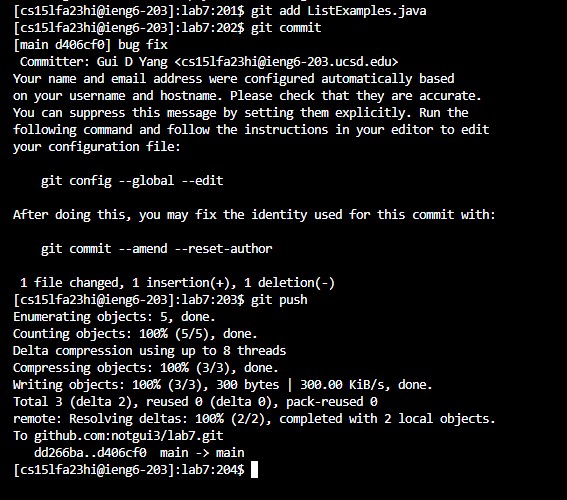 [cs15lfa23hi@ieng6-203]:lab7:201$ git add ListExamples.java
[cs15lfa23hi@ieng6-203]:lab7:202$ git commit
[main d406cf0] bug fix
 Committer: Gui D Yang <cs15lfa23hi@ieng6-203.ucsd.edu>
Your name and email address were configured automatically based
on your username and hostname. Please check that they are accurate.
You can suppress this message by setting them explicitly. Run the
following command and follow the instructions in your editor to edit
your configuration file:

    git config --global --edit

After doing this, you may fix the identity used for this commit with:

    git commit --amend --reset-author

 1 file changed, 1 insertion(+), 1 deletion(-)
[cs15lfa23hi@ieng6-203]:lab7:203$ git push
Enumerating objects: 5, done.
Counting objects: 100% (5/5), done.
Delta compression using up to 8 threads
Compressing objects: 100% (3/3), done.
Writing objects: 100% (3/3), 300 bytes | 300.00 KiB/s, done.
Total 3 (delta 2), reused 0 (delta 0), pack-reused 0
remote: Resolving deltas: 100% (2/2), completed with 2 local objects.
To github.com:notgui3/lab7.git
   dd266ba..d406cf0  main -> main
[cs15lfa23hi@ieng6-203]:lab7:204$